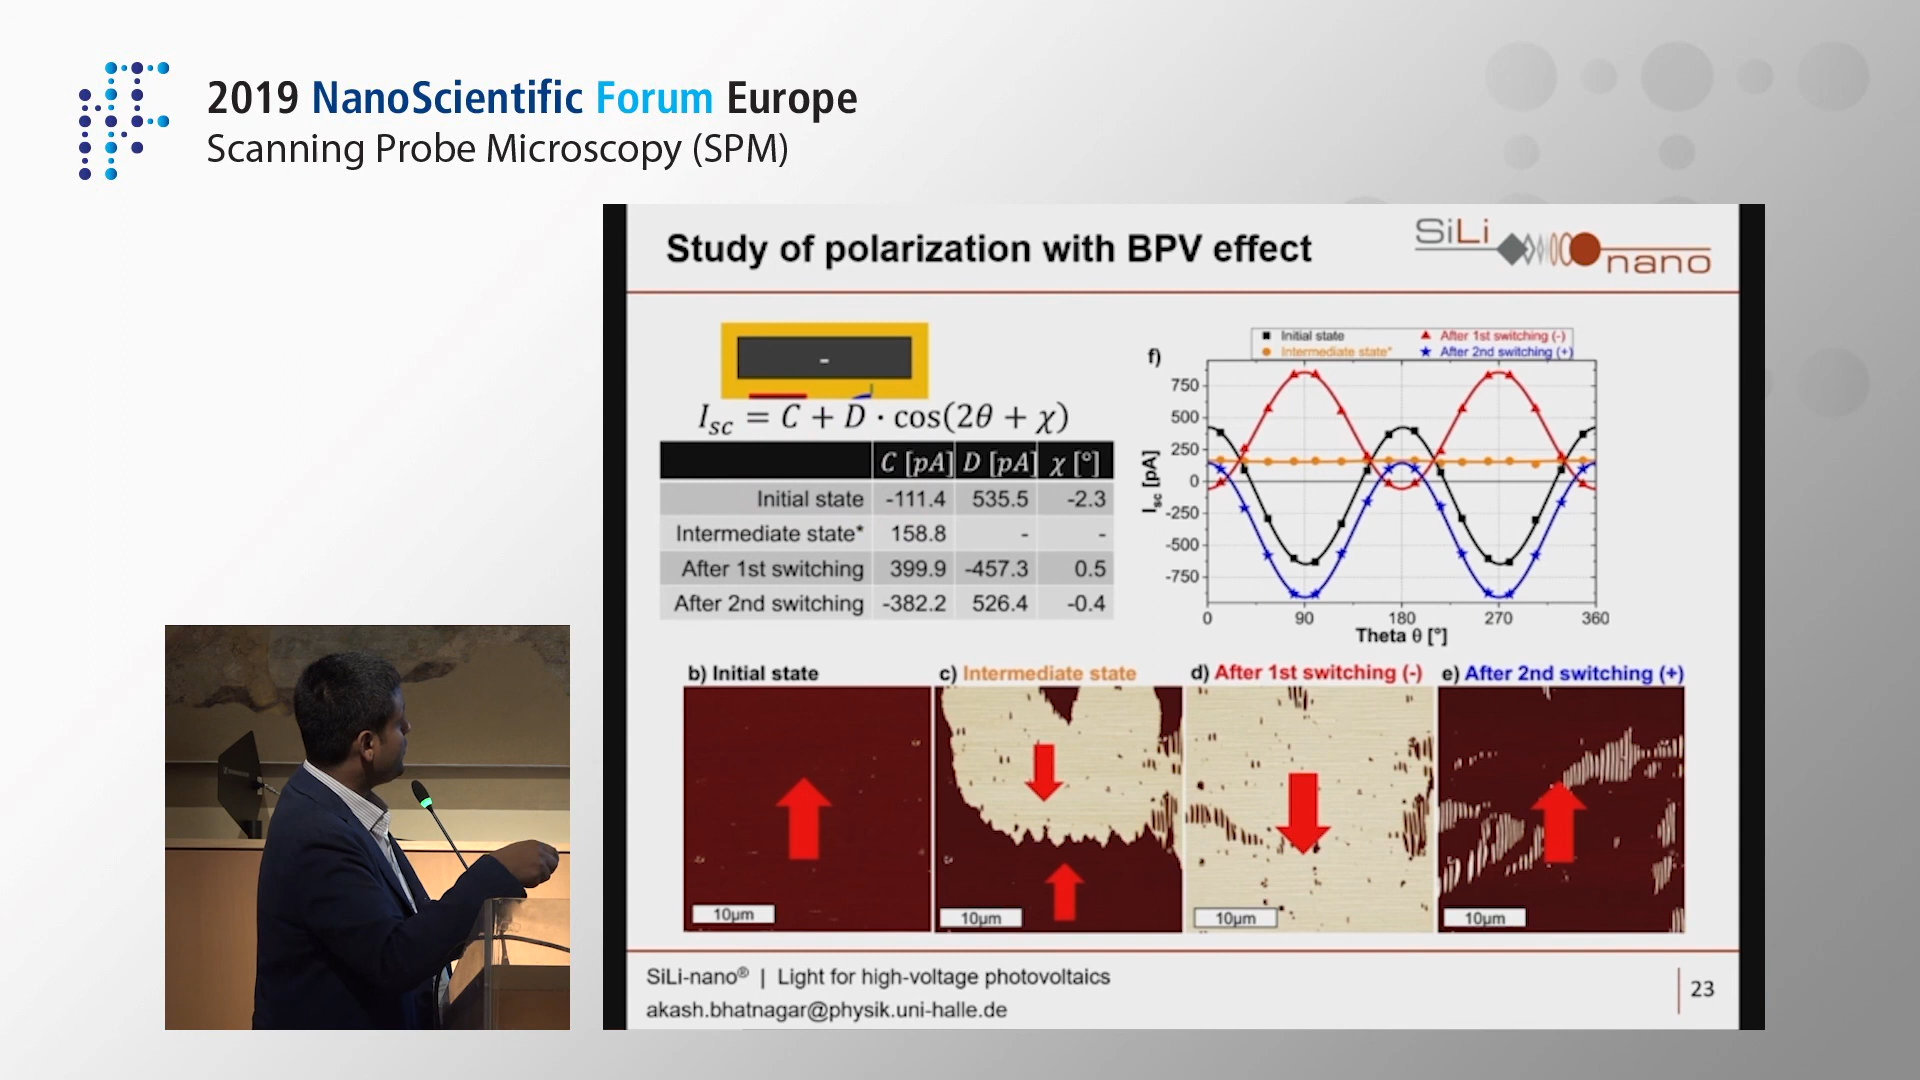 2019 NanoScientific Forum Europe
Scanning Probe Microscopy (SPM)
Study of polarization with BPV effect
SiLi
nano
-
I_sc = C + D · cos(2θ + χ)
C [pA] D [pA] χ [°]
Initial state -111.4 535.5 -2.3
Intermediate state* 158.8 - -
After 1st switching 399.9 -457.3 0.5
After 2nd switching -382.2 526.4 -0.4
f)
Initial state After 1st switching (-)
Intermediate state* After 2nd switching (+)
I_sc [pA]
750
500
250
0
-250
-500
-750
0 90 180 270 360
Theta θ [°]
b) Initial state
c) Intermediate state
d) After 1st switching (-)
e) After 2nd switching (+)
10µm
10µm
10µm
10µm
SiLi-nano® | Light for high-voltage photovoltaics
akash.bhatnagar@physik.uni-halle.de
23